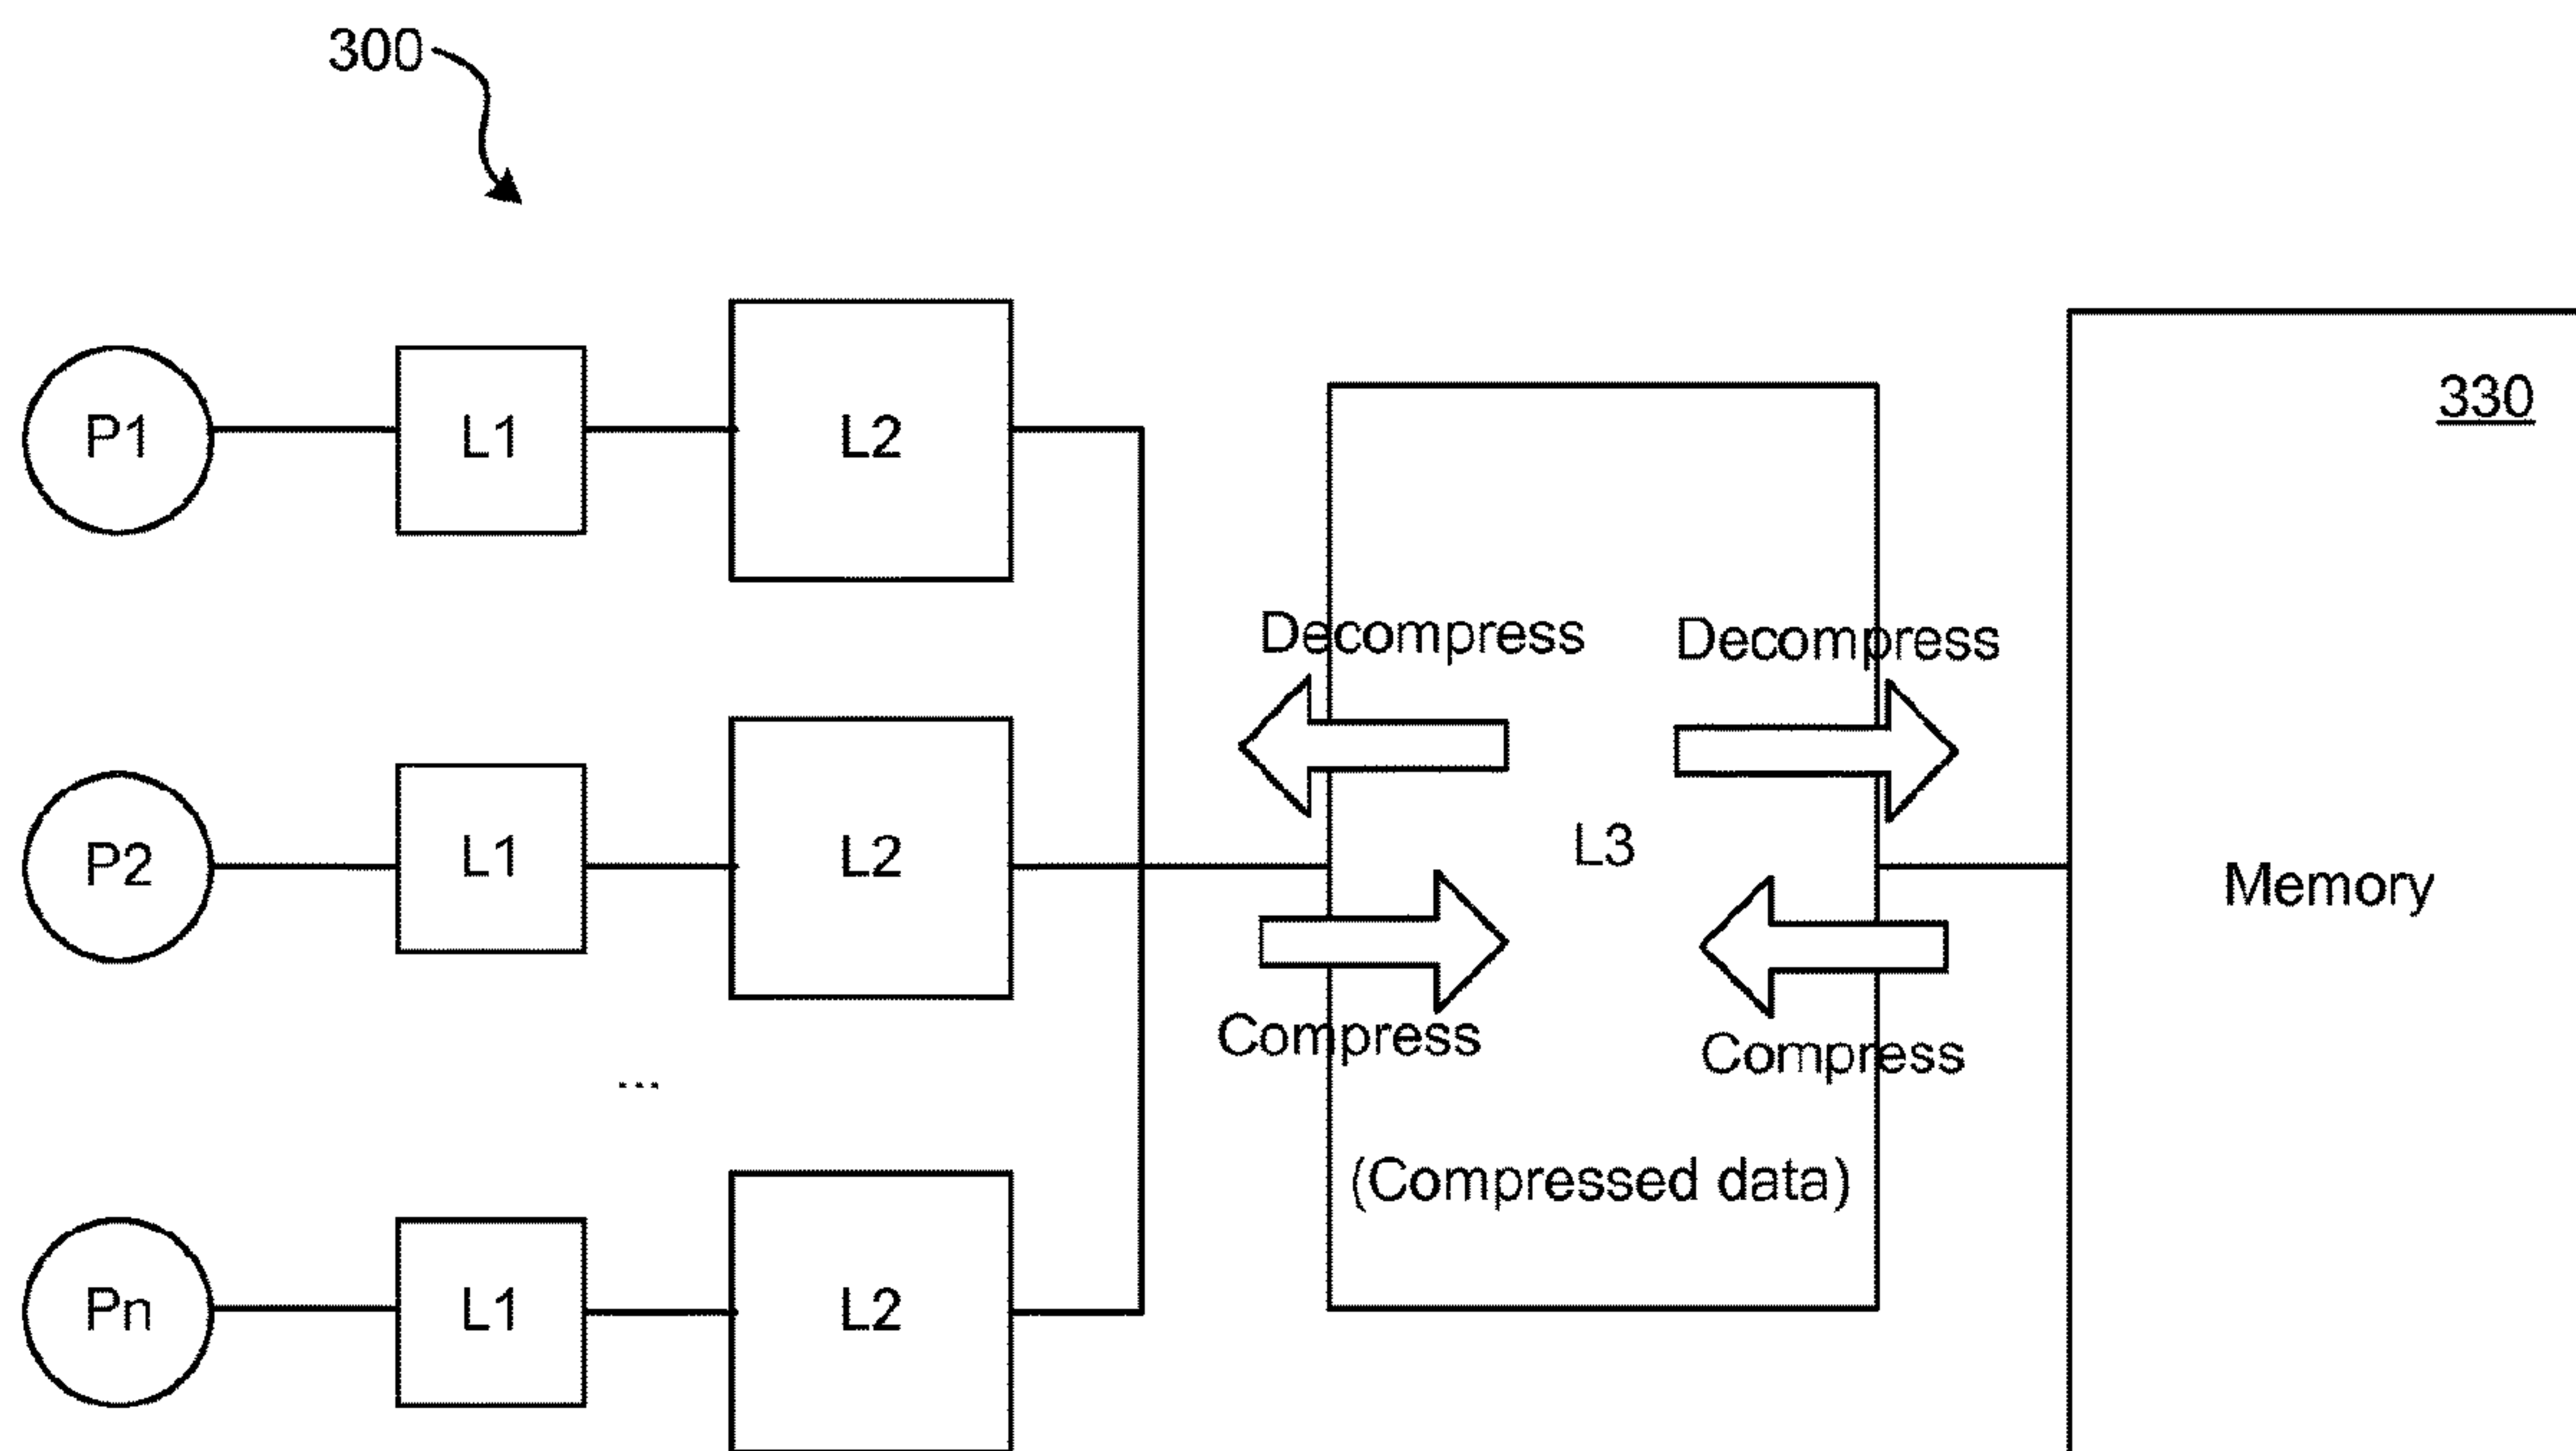 300
330
P1
L1
L2
Decompress
Decompress
P2
L1
L2
L3
Memory
Compress
Compress
...
(Compressed data)
Pn
L1
L2